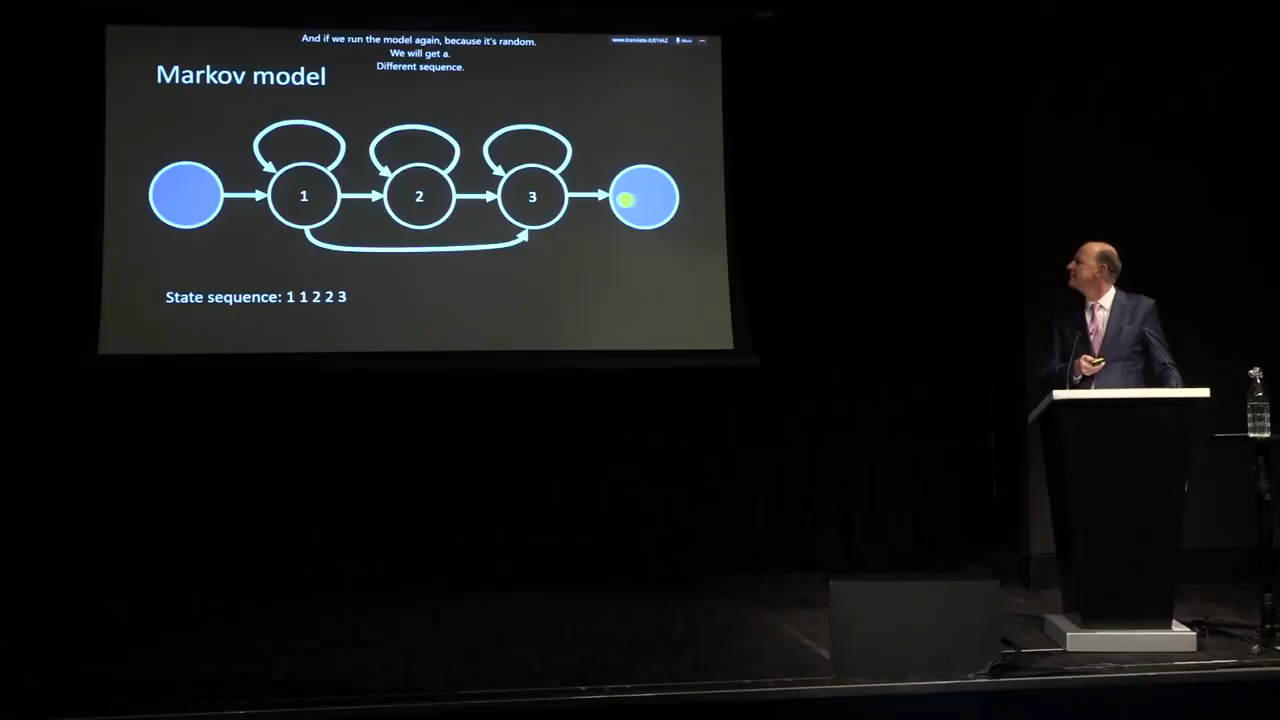 And if we run the model again, because it's random.
We will get a.
Different sequence.
Mute
Markov model
1 2 3
State sequence: 1 1 2 2 3